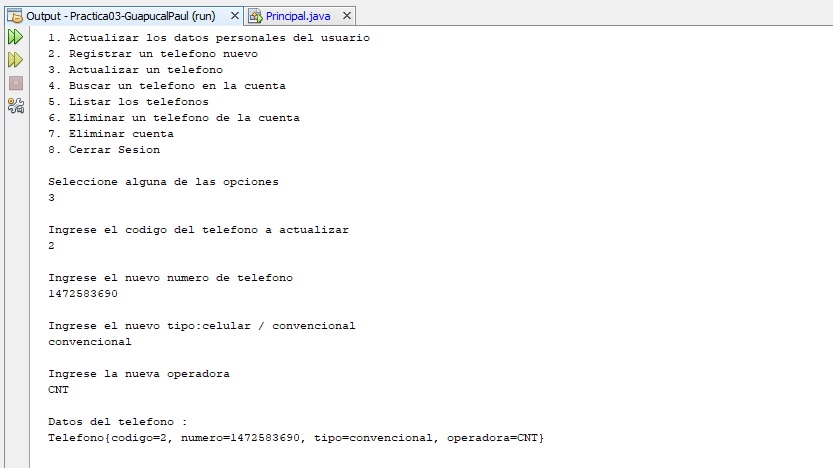 Output - Practica03-GuapucalPaul (run) Principal.java
1. Actualizar los datos personales del usuario
2. Registrar un telefono nuevo
3. Actualizar un telefono
4. Buscar un telefono en la cuenta
5. Listar los telefonos
6. Eliminar un telefono de la cuenta
7. Eliminar cuenta
8. Cerrar Sesion
Seleccione alguna de las opciones
3
Ingrese el codigo del telefono a actualizar
2
Ingrese el nuevo numero de telefono
1472583690
Ingrese el nuevo tipo:celular / convencional
convencional
Ingrese la nueva operadora
CNT
Datos del telefono :
Telefono{codigo=2, numero=1472583690, tipo=convencional, operadora=CNT}